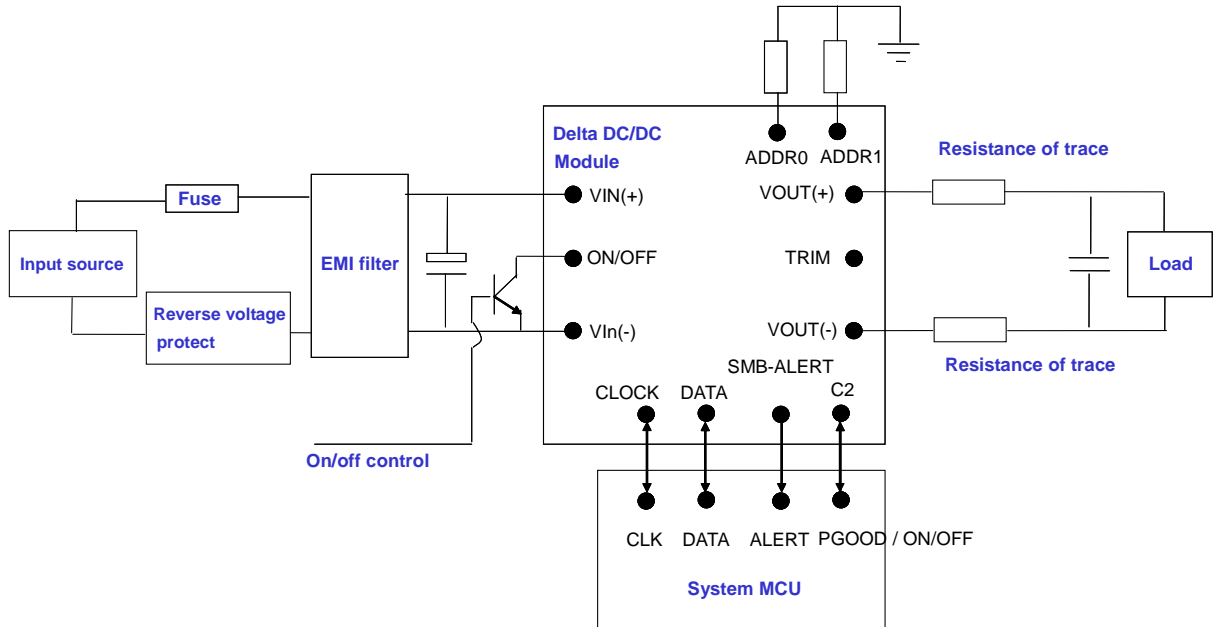 Delta DC/DC
Module
ADDR0 ADDR1
Resistance of trace
Fuse
VIN(+)
VOUT(+)
Input source
EMI filter
ON/OFF
TRIM
Load
Reverse voltage
protect
VIn(-)
VOUT(-)
Resistance of trace
SMB-ALERT
CLOCK DATA C2
On/off control
CLK DATA ALERT PGOOD / ON/OFF
System MCU